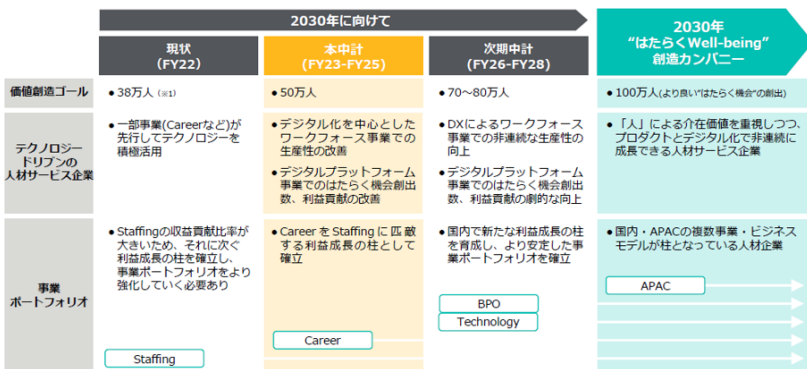 2030年に向けて
現状
（FY22）
本中計
（FY23-FY25）
次期中計
（FY26-FY28）
2030年
“はたらくWell-being”
創造カンパニー
価値創造ゴール
● 38万人（※1）
● 50万人
● 70～80万人
● 100万人(より良い“はたらく機会”の創出)
テクノロジー
ドリブンの
人材サービス企業
● 一部事業(Careerなど)が
先行してテクノロジーを
積極活用
● デジタル化を中心とした
ワークフォース事業での
生産性の改善
● デジタルプラットフォーム
事業でのはたらく機会創出
数、利益貢献の改善
● DXによるワークフォース
事業での非連続な生産性の
向上
● デジタルプラットフォーム
事業でのはたらく機会創出
数、利益貢献の劇的な向上
● 「人」による介在価値を重視しつつ、
プロダクトとデジタル化で非連続に
成長できる人材サービス企業
事業
ポートフォリオ
● Staffingの収益貢献比率が
大きいため、それに次ぐ
利益成長の柱を確立し、
事業ポートフォリオをより
強化していく必要あり
Staffing
● CareerをStaffingに匹敵
する利益成長の柱として
確立
Career
● 国内で新たな利益成長の柱
を育成し、より安定した事
業ポートフォリオを確立
BPO
Technology
● 国内・APACの複数事業・ビジネス
モデルが柱となっている人材企業
APAC